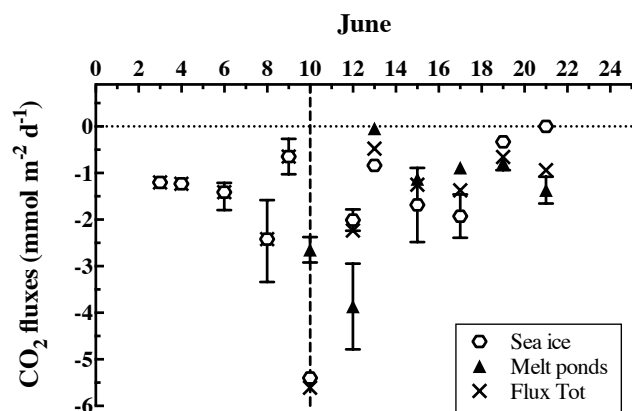 June
0 2 4 6 8 10 12 14 16 18 20 22 24
CO2 fluxes (mmol m-2 d-1)
0
-1
-2
-3
-4
-5
-6
Sea ice
Melt ponds
Flux Tot